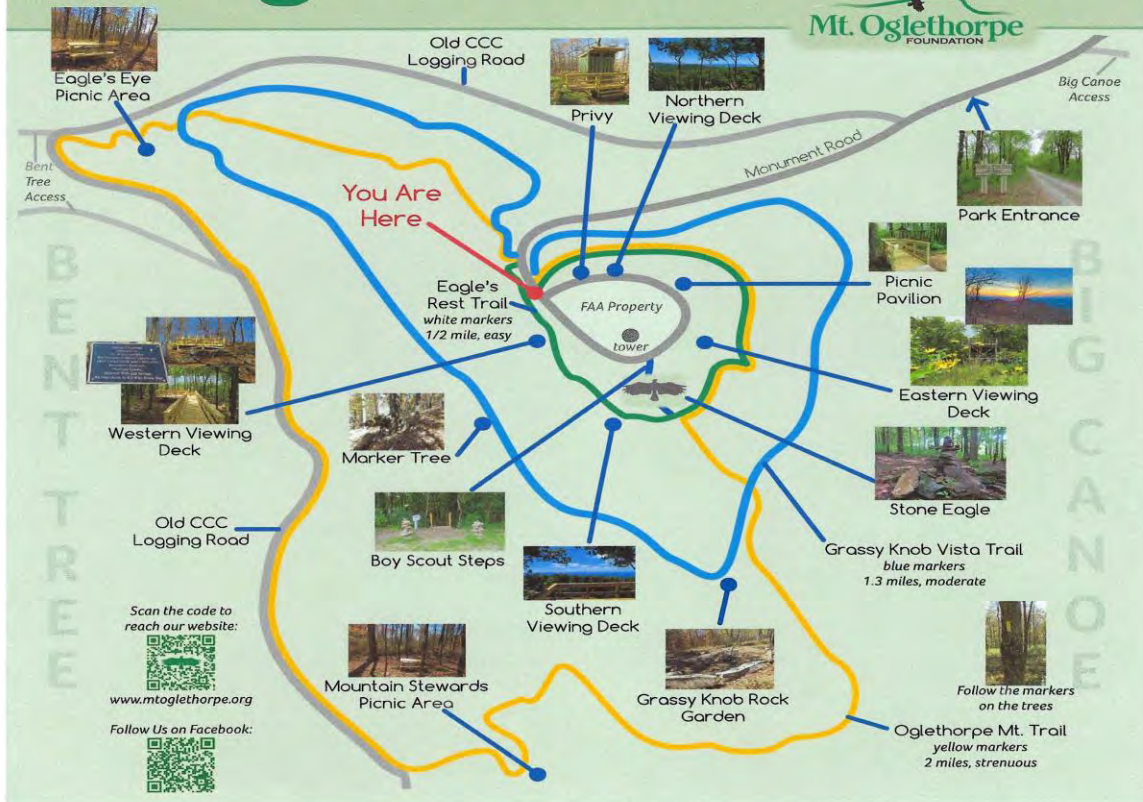 Mt. Oglethorpe
FOUNDATION
Old CCC
Logging Road
Eagle's Eye
Picnic Area
Privy
Northern
Viewing Deck
Big Canoe
Access
Monument Road
Park Entrance
Bent
Tree
Access
You Are
Here
Eagle's
Rest Trail
white markers
1/2 mile, easy
FAA Property
tower
Picnic
Pavilion
Eastern Viewing
Deck
Western Viewing
Deck
Marker Tree
Stone Eagle
Boy Scout Steps
Old CCC
Logging Road
Southern
Viewing Deck
Grassy Knob Vista Trail
blue markers
1.3 miles, moderate
BENT TREE
BIG CANOE
Scan the code to
reach our website:
www.mtoglethorpe.org
Follow Us on Facebook:
Mountain Stewards
Picnic Area
Grassy Knob Rock
Garden
Follow the markers
on the trees
Oglethorpe Mt. Trail
yellow markers
2 miles, strenuous